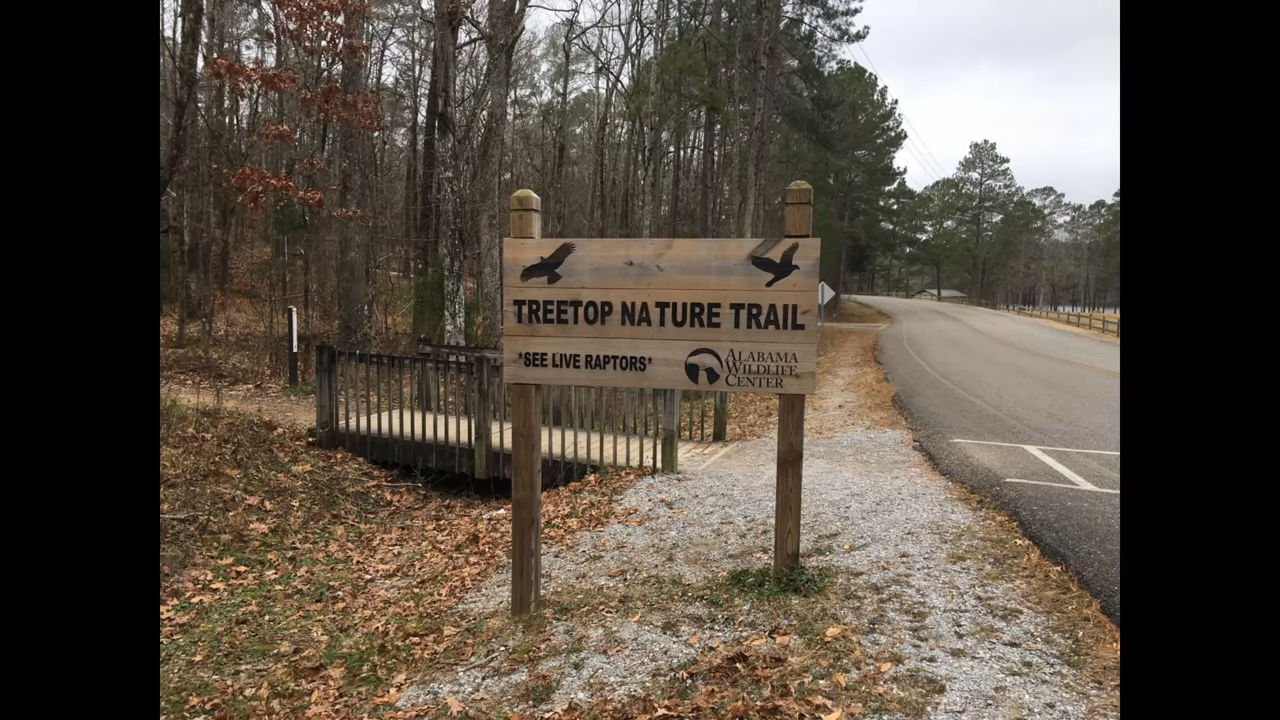 TREETOP NATURE TRAIL
*SEE LIVE RAPTORS*
ALABAMA
WILDLIFE
CENTER